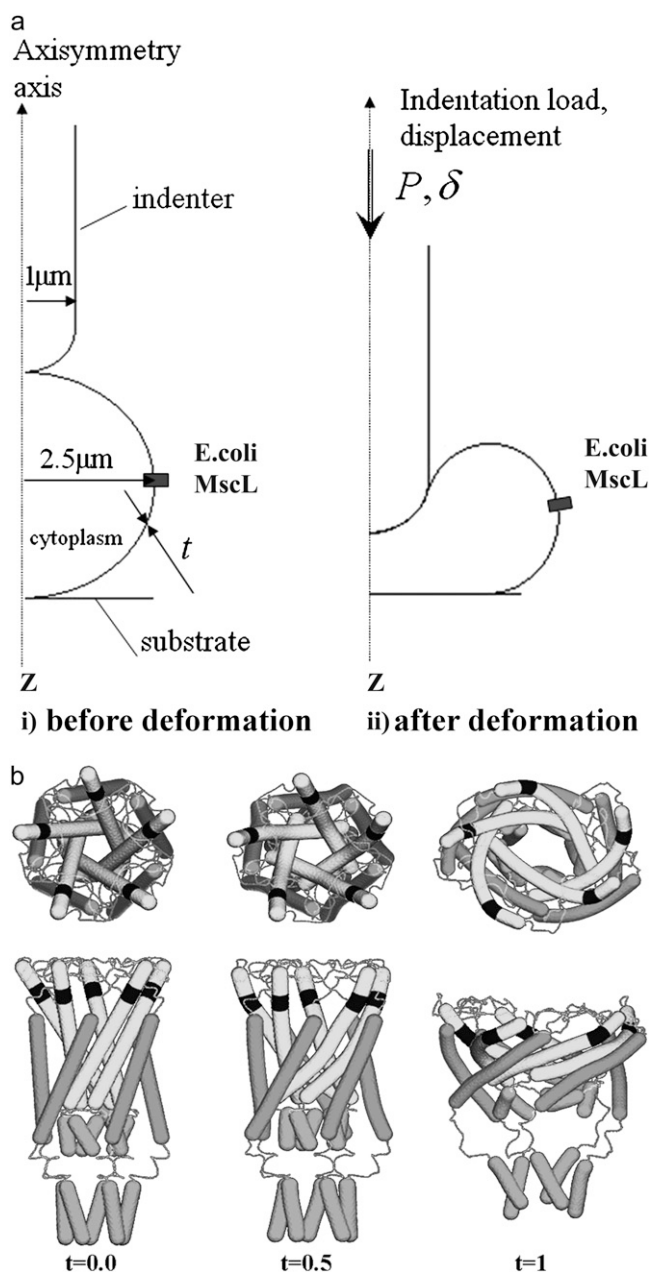 a
Axisymmetry
axis
indenter
1μm
2.5μm
E.coli
MscL
cytoplasm
t
substrate
Z
i) before deformation
Indentation load,
displacement
P, δ
E.coli
MscL
Z
ii) after deformation
b
t=0.0
t=0.5
t=1